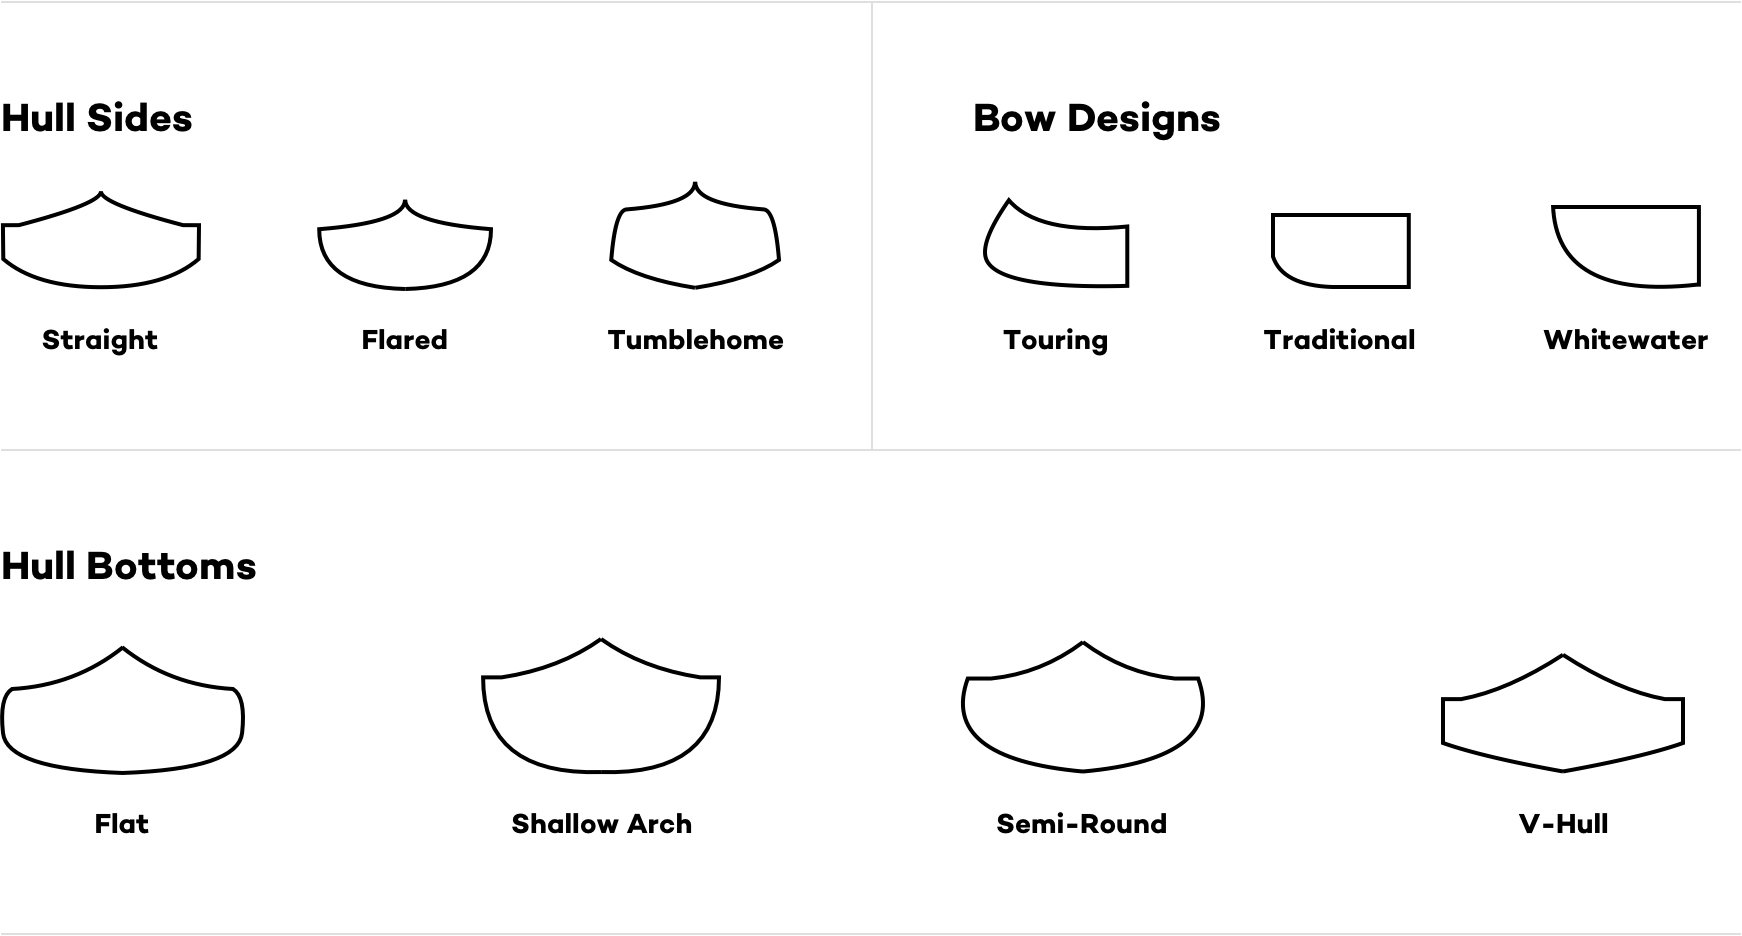 Hull Sides
Straight
Flared
Tumblehome
Bow Designs
Touring
Traditional
Whitewater
Hull Bottoms
Flat
Shallow Arch
Semi-Round
V-Hull